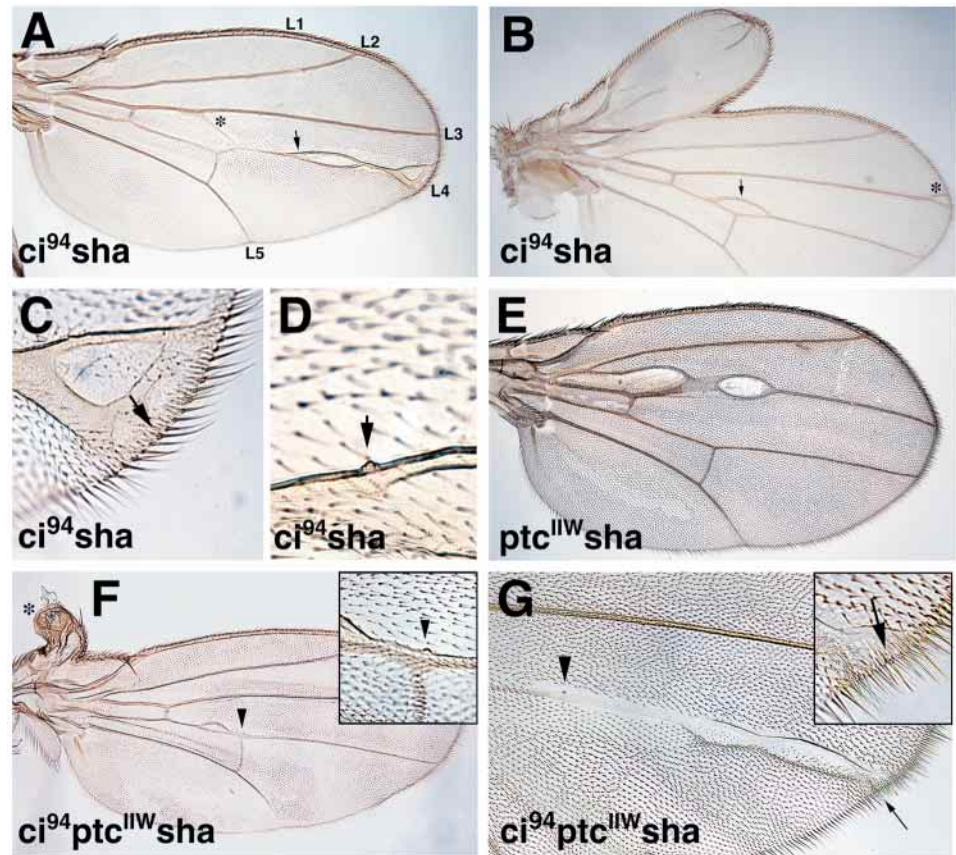 A
L1
L2
*
L3
L4
L5
ci⁹⁴sha
B
*
ci⁹⁴sha
C
ci⁹⁴sha
D
ci⁹⁴sha
E
ptcᴵᴵᵂsha
*
F
ci⁹⁴ptcᴵᴵᵂsha
G
ci⁹⁴ptcᴵᴵᵂsha